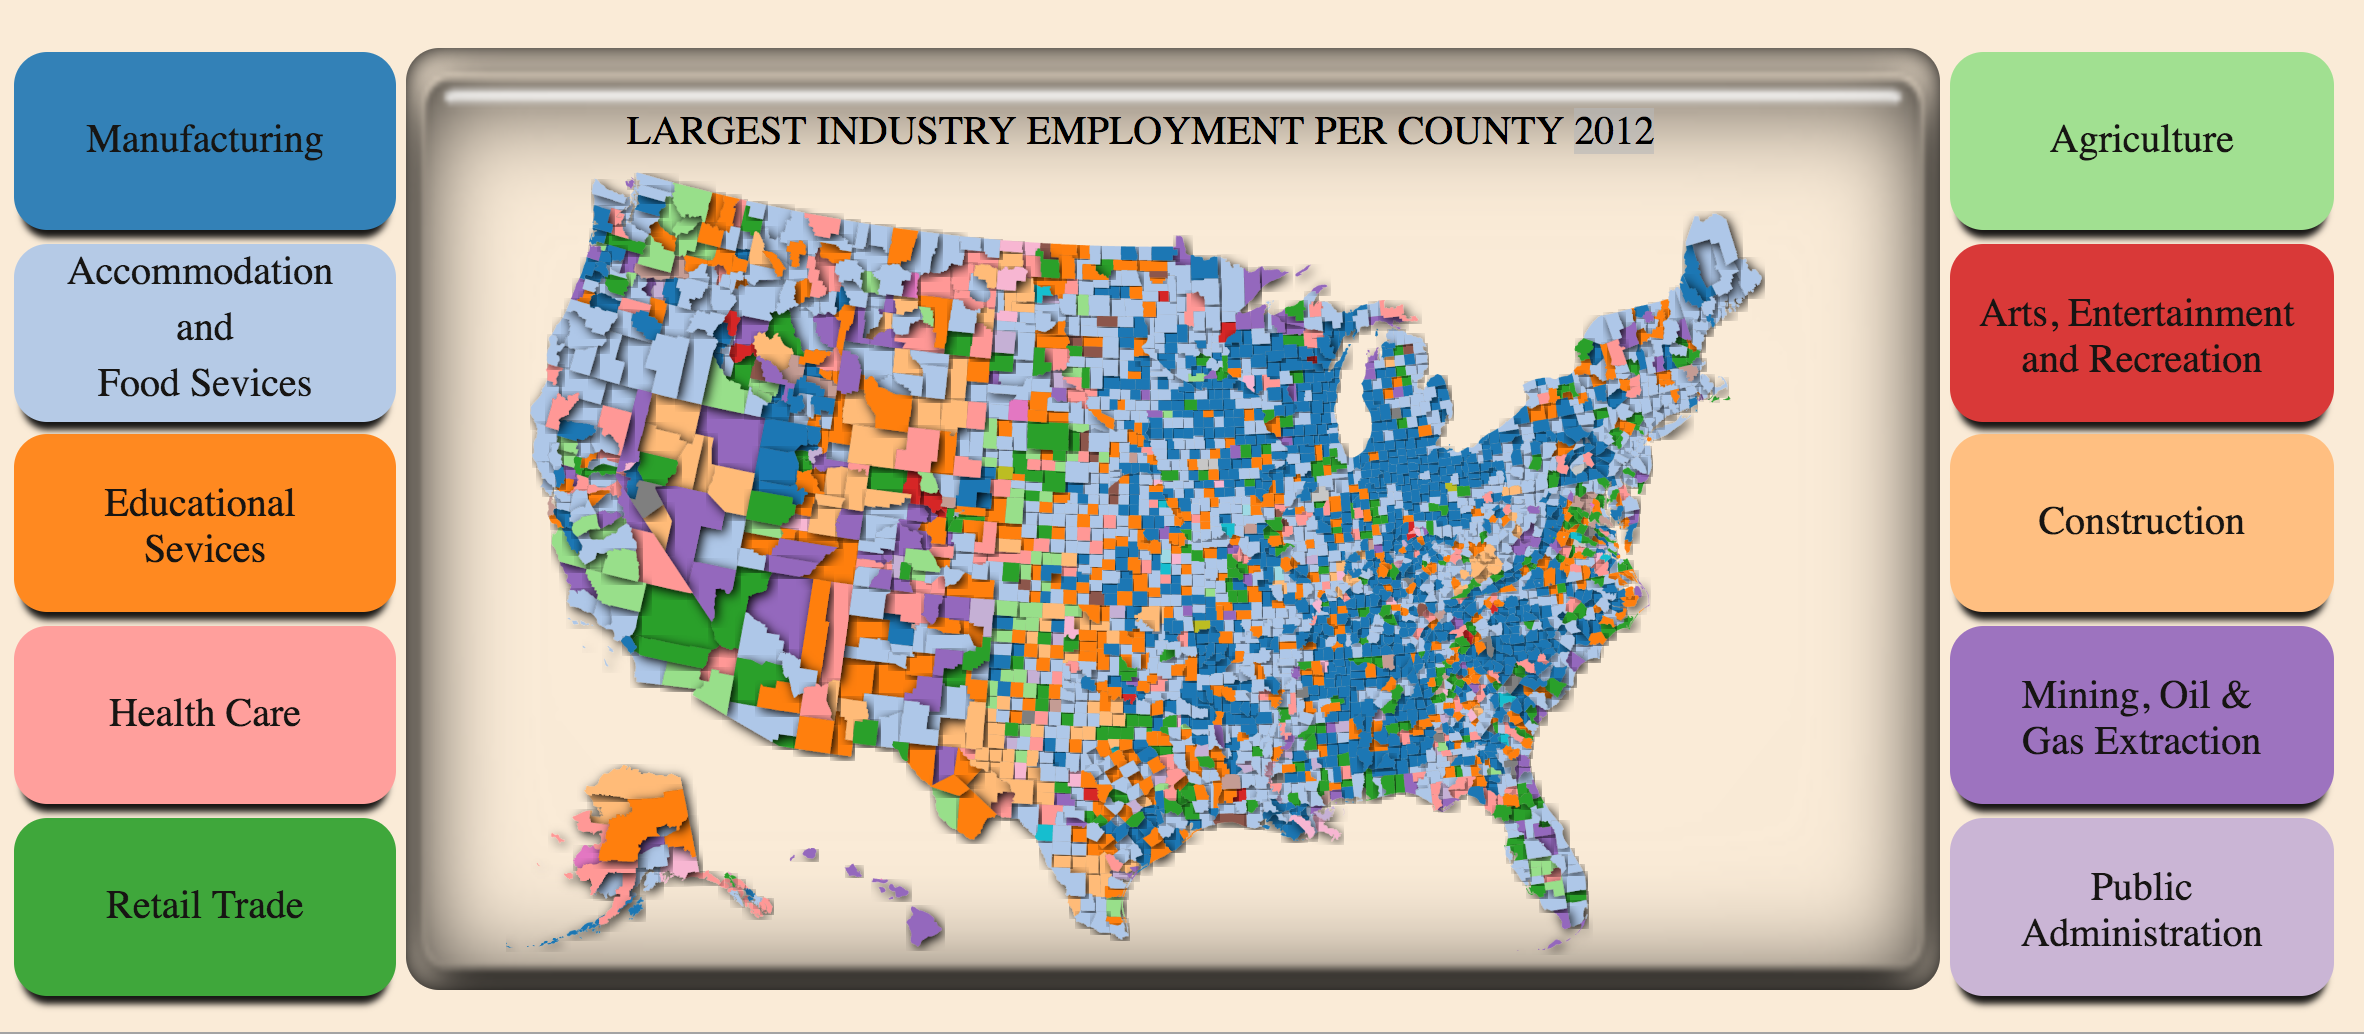 LARGEST INDUSTRY EMPLOYMENT PER COUNTY 2012
Manufacturing
Accommodation
and
Food Sevices
Educational
Sevices
Health Care
Retail Trade
Agriculture
Arts, Entertainment
and Recreation
Construction
Mining, Oil &
Gas Extraction
Public
Administration